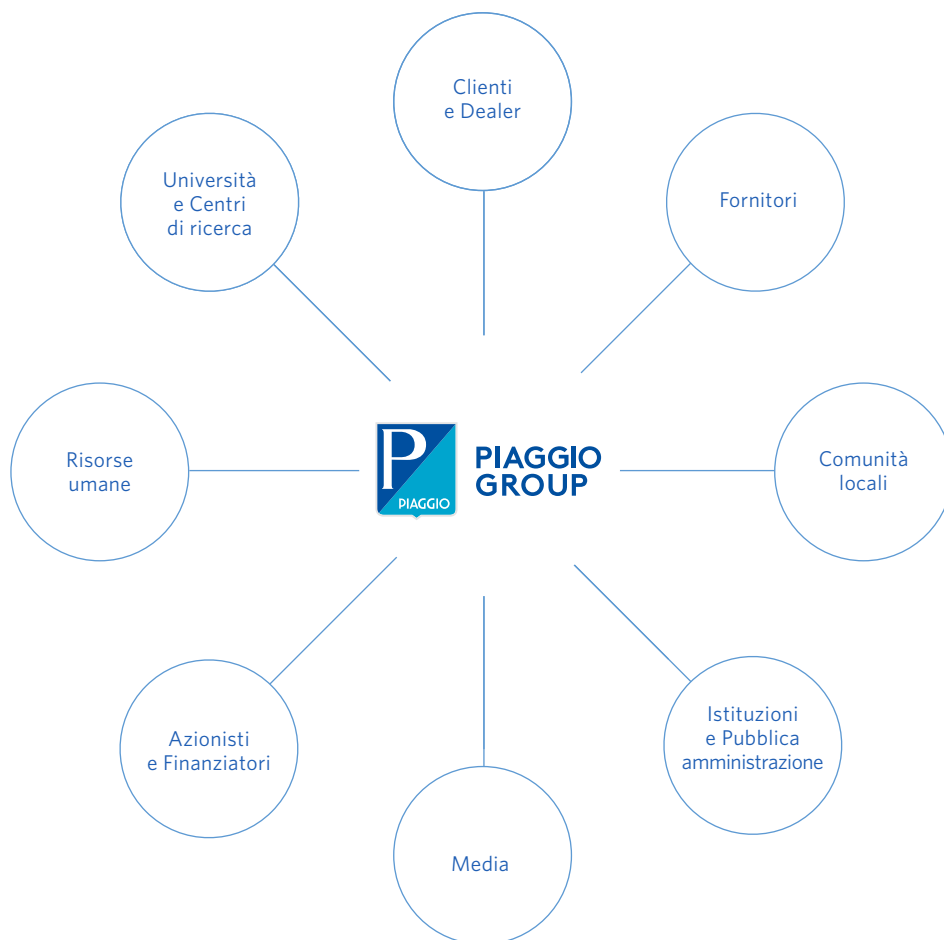 Clienti
e Dealer
Università
e Centri
di ricerca
Fornitori
Risorse
umane
P
PIAGGIO
PIAGGIO
GROUP
Comunità
locali
Azionisti
e Finanziatori
Istituzioni
e Pubblica
amministrazione
Media